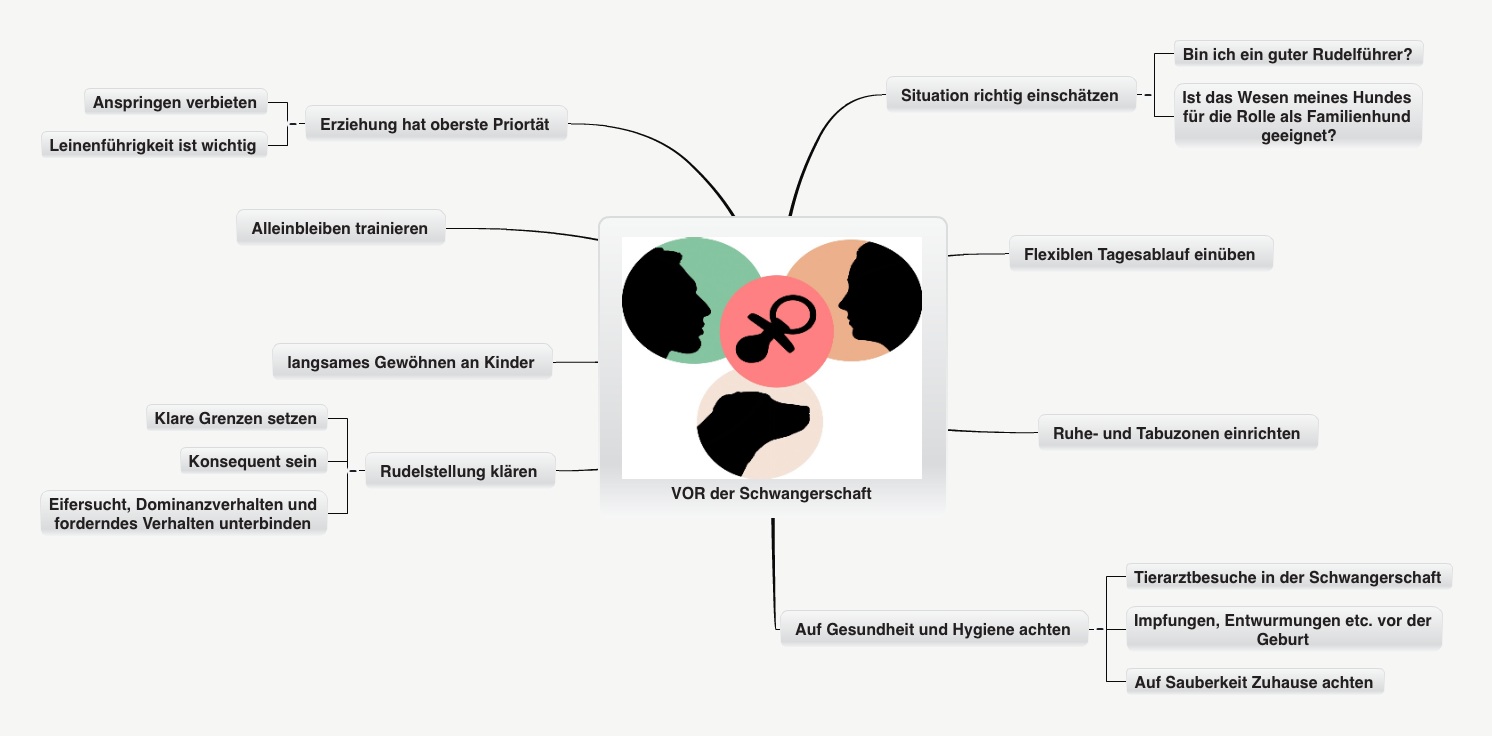 Bin ich ein guter Rudelführer?
Situation richtig einschätzen
Ist das Wesen meines Hundes
für die Rolle als Familienhund
geeignet?
Anspringen verbieten
Erziehung hat oberste Priortät
Leinenführigkeit ist wichtig
Alleinbleiben trainieren
Flexiblen Tagesablauf einüben
langsames Gewöhnen an Kinder
Klare Grenzen setzen
Konsequent sein
Rudelstellung klären
Eifersucht, Dominanzverhalten und
forderndes Verhalten unterbinden
Ruhe- und Tabuzonen einrichten
VOR der Schwangerschaft
Tierarztbesuche in der Schwangerschaft
Auf Gesundheit und Hygiene achten
Impfungen, Entwurmungen etc. vor der
Geburt
Auf Sauberkeit Zuhause achten